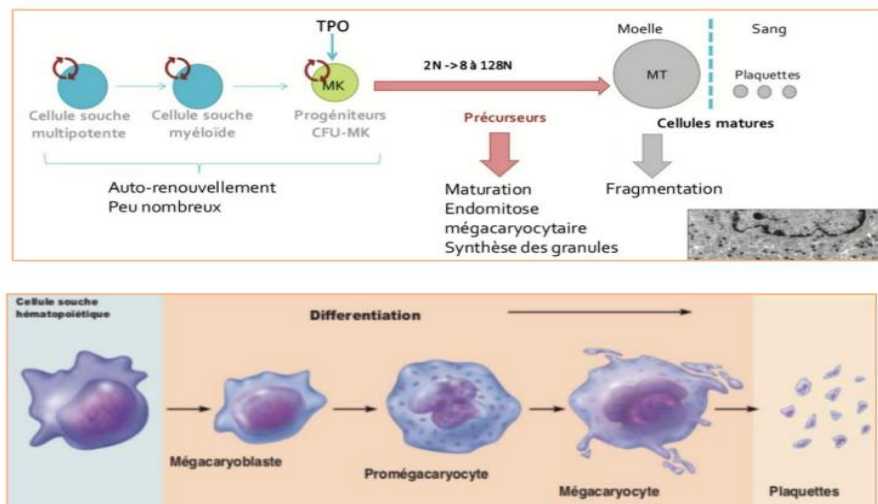 TPO
Moelle
Sang
2N ->8 à 128N
MK
MT
Plaquettes
Cellule souche
multipotente
Cellule souche
myéloïde
Progéniteurs
CFU-MK
Précurseurs
Cellules matures
Auto-renouvellement
Peu nombreux
Maturation
Endomitose
mégacaryocytaire
Synthèse des granules
Fragmentation
Cellule souche
hématopoïétique
Differentiation
Mégacaryoblaste
Promégacaryocyte
Mégacaryocyte
Plaquettes